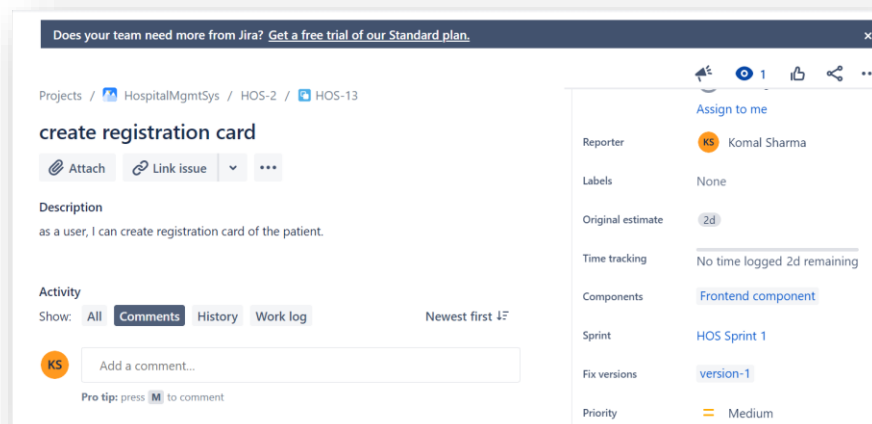 Does your team need more from Jira? Get a free trial of our Standard plan.
1
Projects / HospitalMgmtSys / HOS-2 / HOS-13
create registration card
Attach
Link issue
Description
as a user, I can create registration card of the patient.
Activity
Show: All Comments History Work log
Newest first
KS
Add a comment...
Pro tip: press M to comment
Assign to me
Reporter
KS Komal Sharma
Labels
None
Original estimate
2d
Time tracking
No time logged 2d remaining
Components
Frontend component
Sprint
HOS Sprint 1
Fix versions
version-1
Priority
Medium